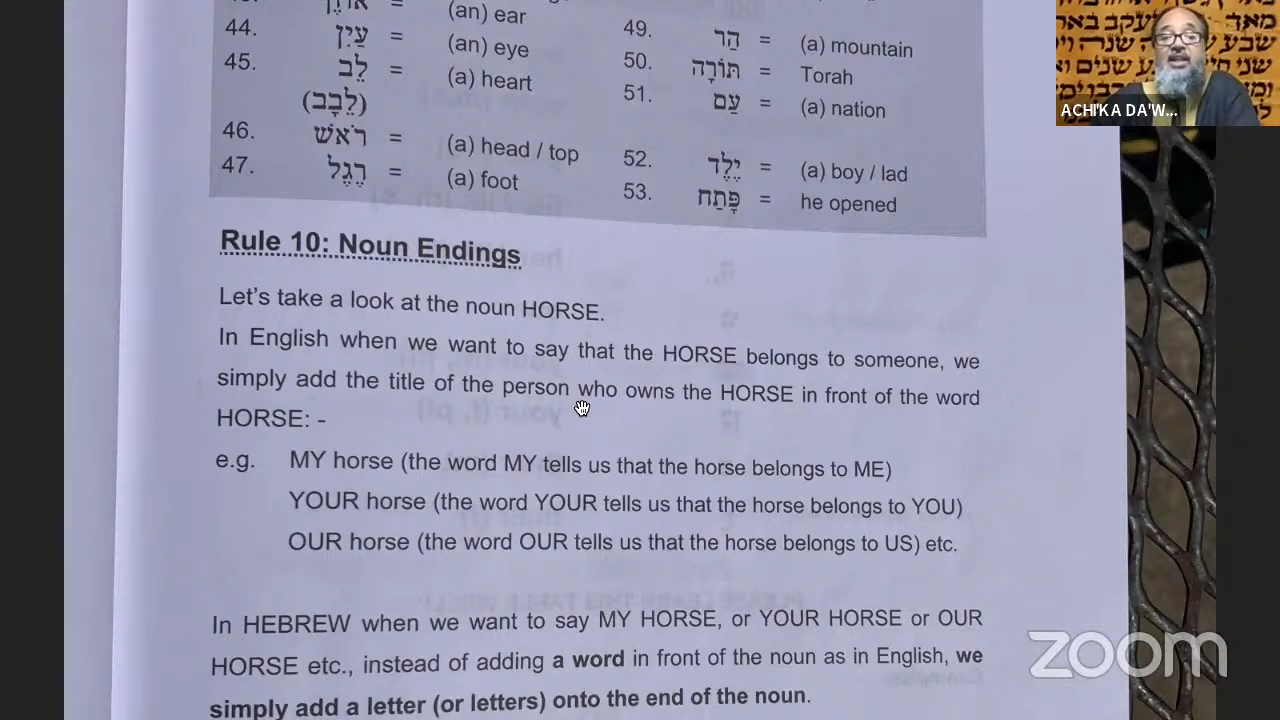 אוֹזֶן = (an) ear
44. עַיִן = (an) eye
45. לֵב = (a) heart
(לֵבָב)
46. רֹאשׁ = (a) head / top
47. רֶגֶל = (a) foot
49. הַר = (a) mountain
50. תּוֹרָה = Torah
51. עַם = (a) nation
52. יֶלֶד = (a) boy / lad
53. פָּתַח = he opened
Rule 10: Noun Endings
Let's take a look at the noun HORSE.
In English when we want to say that the HORSE belongs to someone, we
simply add the title of the person who owns the HORSE in front of the word
HORSE: -
e.g. MY horse (the word MY tells us that the horse belongs to ME)
YOUR horse (the word YOUR tells us that the horse belongs to YOU)
OUR horse (the word OUR tells us that the horse belongs to US) etc.
In HEBREW when we want to say MY HORSE, or YOUR HORSE or OUR
HORSE etc., instead of adding a word in front of the noun as in English, we
simply add a letter (or letters) onto the end of the noun.
ACHI'KA DA'W...
zoom